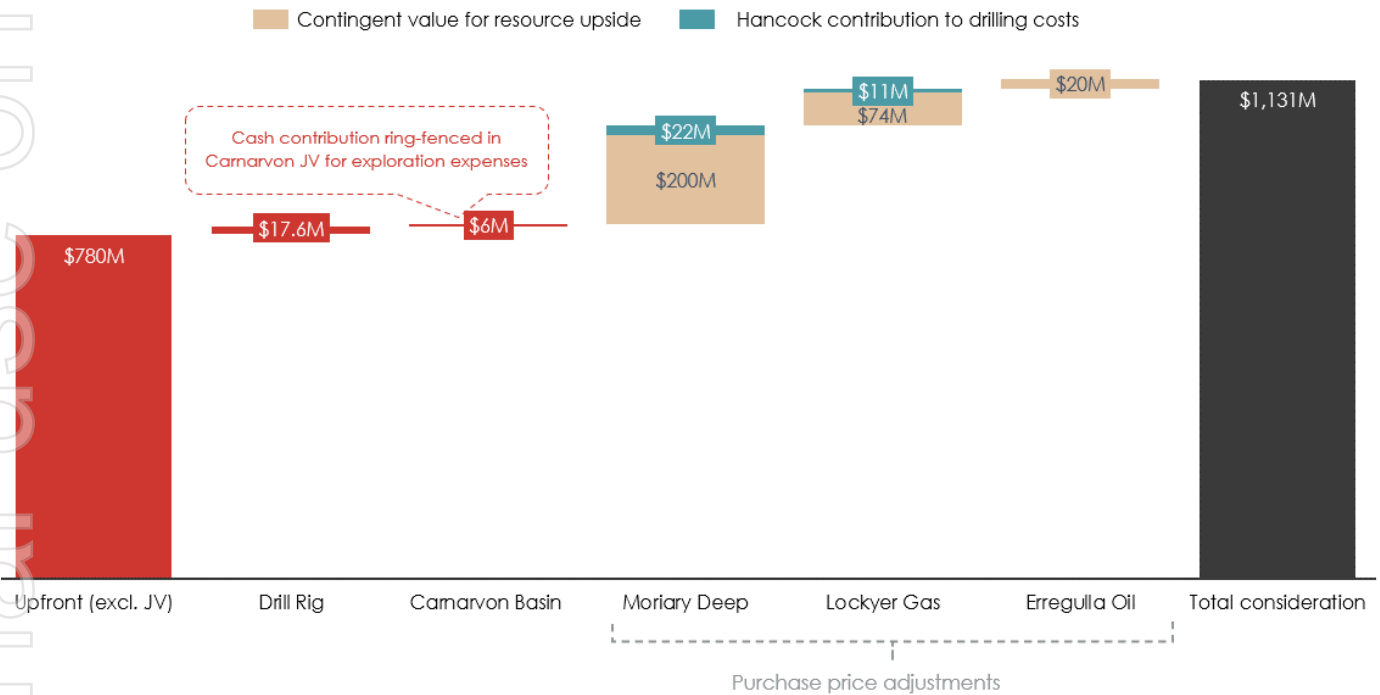 Contingent value for resource upside
Hancock contribution to drilling costs
Cash contribution ring-fenced in
Carnarvon JV for exploration expenses
$780M
$17.6M
$6M
$22M
$200M
$11M
$74M
$20M
$1,131M
Upfront (excl. JV)
Drill Rig
Carnarvon Basin
Moriary Deep
Lockyer Gas
Erregulla Oil
Total consideration
Purchase price adjustments